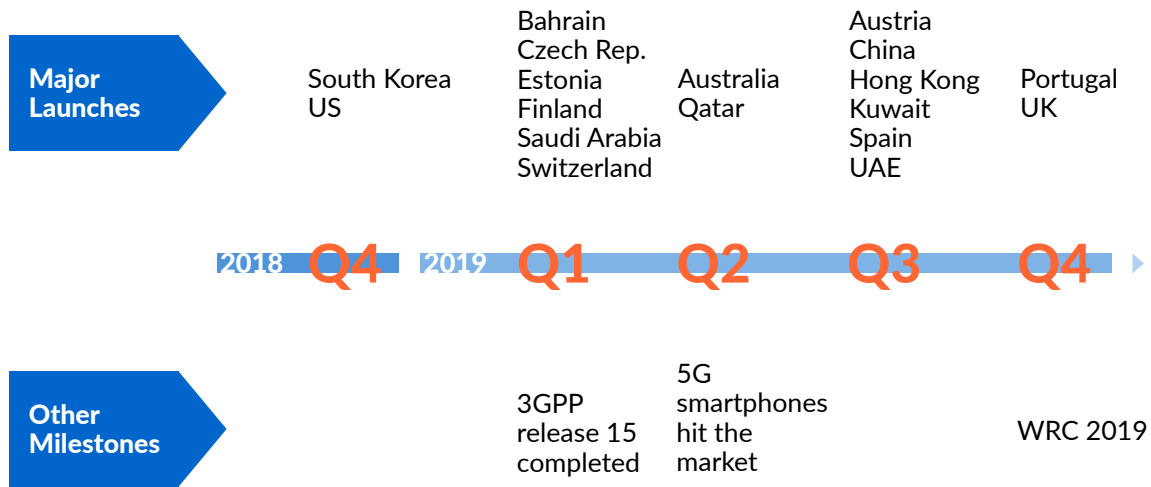 Major
Launches
South Korea
US
Bahrain
Czech Rep.
Estonia
Finland
Saudi Arabia
Switzerland
Australia
Qatar
Austria
China
Hong Kong
Kuwait
Spain
UAE
Portugal
UK
2018 Q4 2019 Q1 Q2 Q3 Q4
Other
Milestones
3GPP
release 15
completed
5G
smartphones
hit the
market
WRC 2019